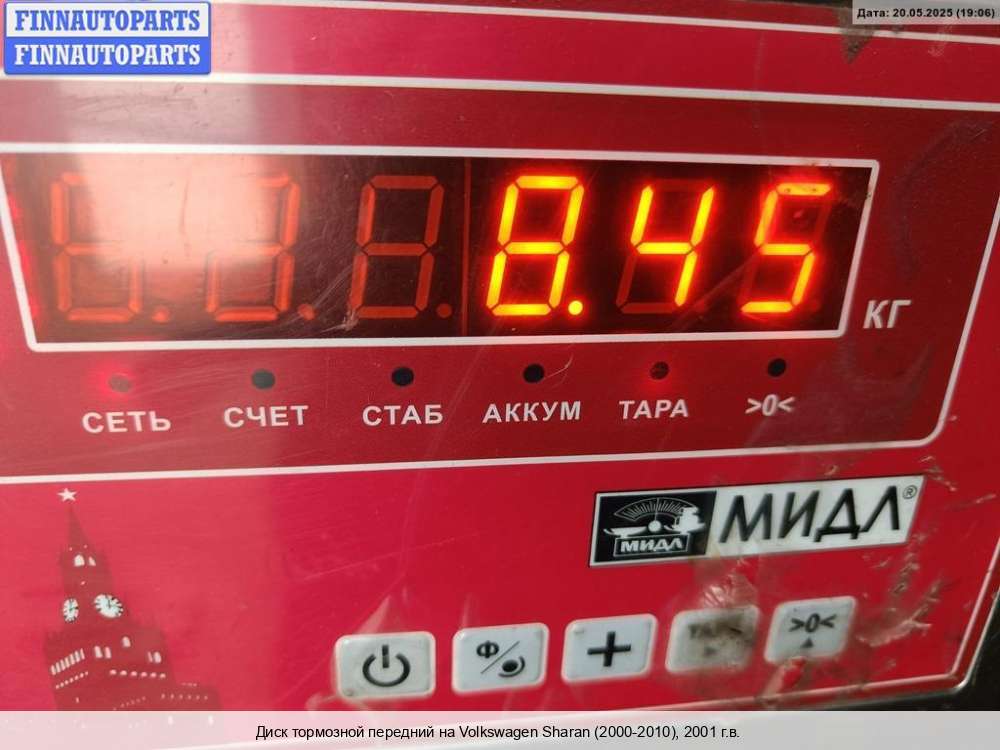 FINNAUTOPARTS
FINNAUTOPARTS
Дата: 20.05.2025 (19:06)
8.45
КГ
СЕТЬ СЧЕТ СТАБ АККУМ ТАРА >0<
МИДЛ МИДЛ®
Ф + >0<
Диск тормозной передний на Volkswagen Sharan (2000-2010), 2001 г.в.